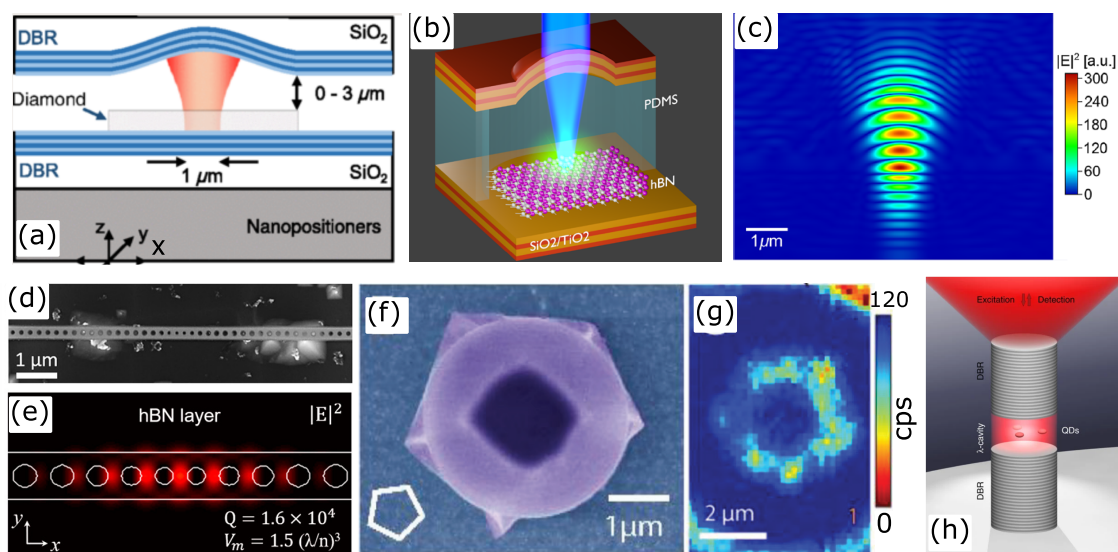 DBR
SiO2
Diamond
0 - 3 μm
DBR
1 μm
SiO2
Nanopositioners
(a)
z
y
x
(b)
PDMS
hBN
SiO2/TiO2
(c)
|E|² [a.u.]
300
240
180
120
60
0
1μm
(d)
1 μm
(e)
hBN layer
|E|²
y
x
Q = 1.6 × 10⁴
Vm = 1.5 (λ/n)³
(f)
1μm
(g)
120
cps
0
2 μm
1
Excitation
Detection
DBR
λ-cavity
QDs
DBR
(h)